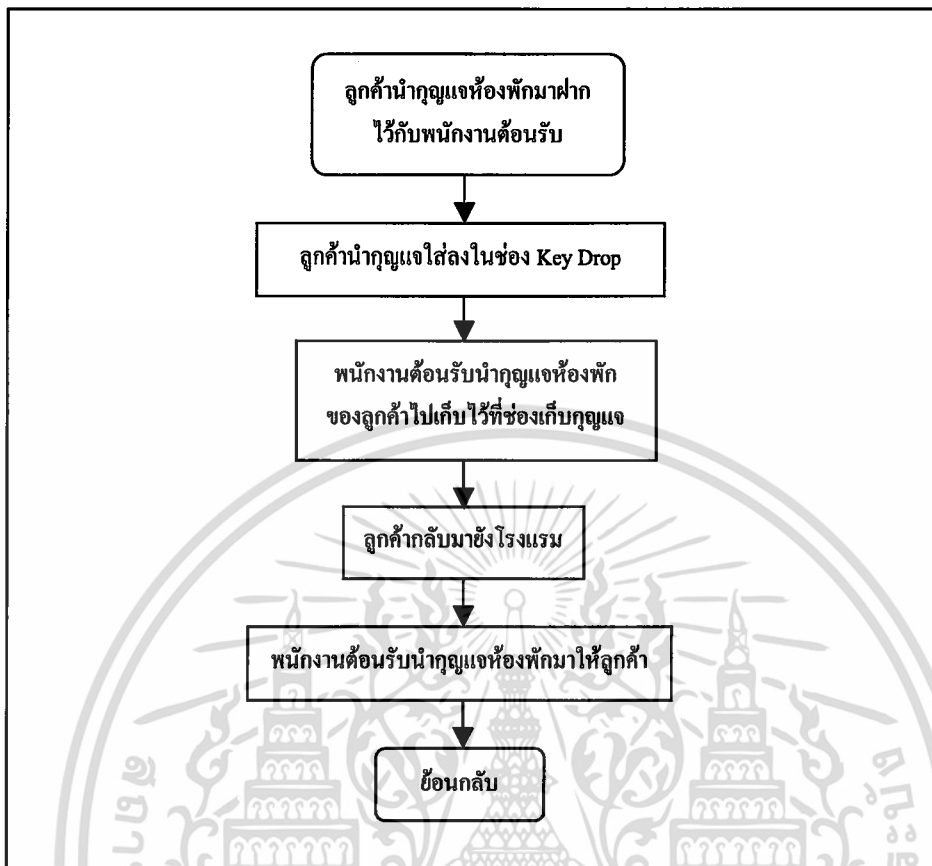 ลูกค้านำกุญแจห้องพักมาฝาก
ไว้กับพนักงานต้อนรับ
ลูกค้านำกุญแจใส่ลงในช่อง Key Drop
พนักงานต้อนรับนำกุญแจห้องพัก
ของลูกค้าไปเก็บไว้ที่ช่องเก็บกุญแจ
ลูกค้ากลับมายังโรงแรม
พนักงานต้อนรับนำกุญแจห้องพักมาให้ลูกค้า
ย้อนกลับ